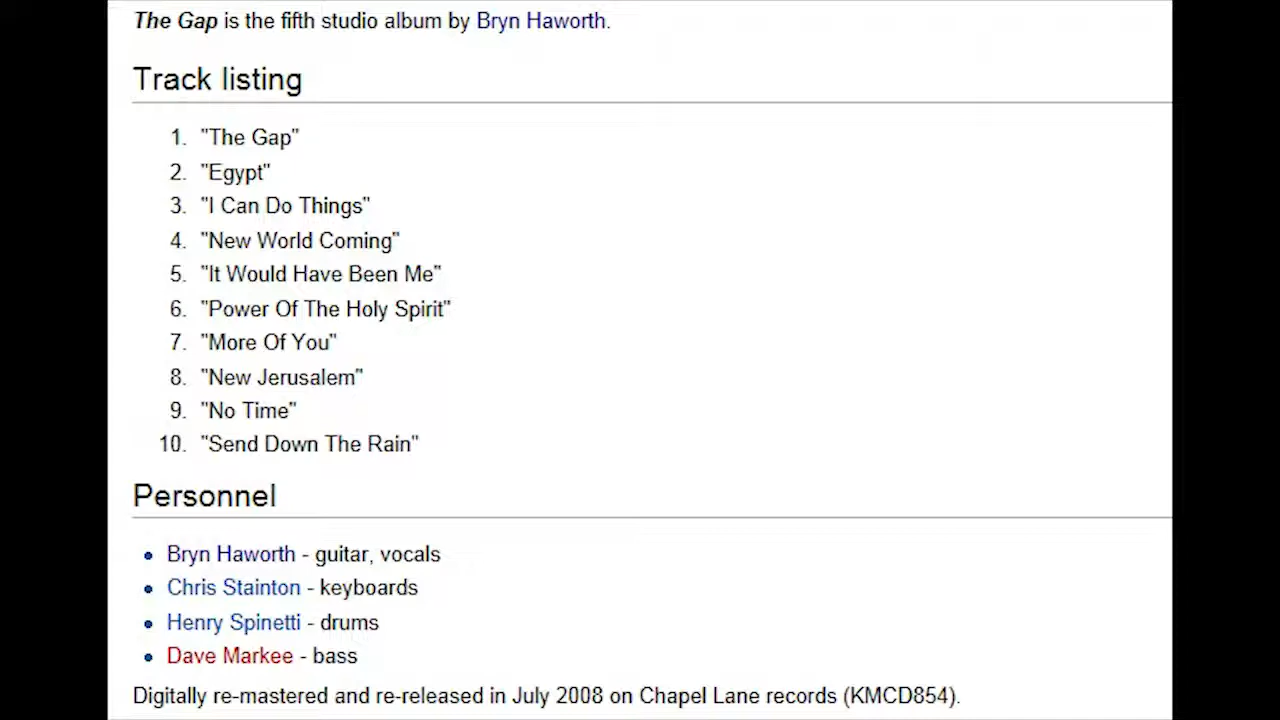 The Gap is the fifth studio album by Bryn Haworth.
Track listing
1. "The Gap"
2. "Egypt"
3. "I Can Do Things"
4. "New World Coming"
5. "It Would Have Been Me"
6. "Power Of The Holy Spirit"
7. "More Of You"
8. "New Jerusalem"
9. "No Time"
10. "Send Down The Rain"
Personnel
• Bryn Haworth - guitar, vocals
• Chris Stainton - keyboards
• Henry Spinetti - drums
• Dave Markee - bass
Digitally re-mastered and re-released in July 2008 on Chapel Lane records (KMCD854).